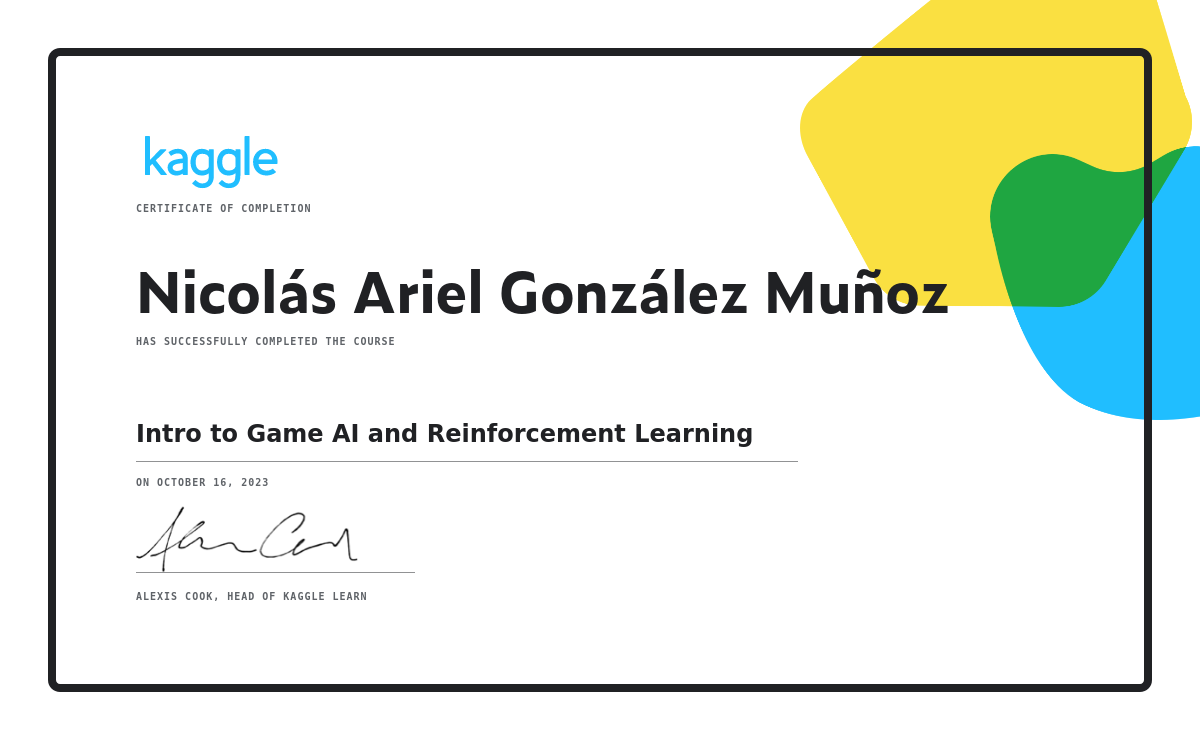 kaggle
CERTIFICATE OF COMPLETION
Nicolás Ariel González Muñoz
HAS SUCCESSFULLY COMPLETED THE COURSE
Intro to Game AI and Reinforcement Learning
ON OCTOBER 16, 2023
ALEXIS COOK, HEAD OF KAGGLE LEARN